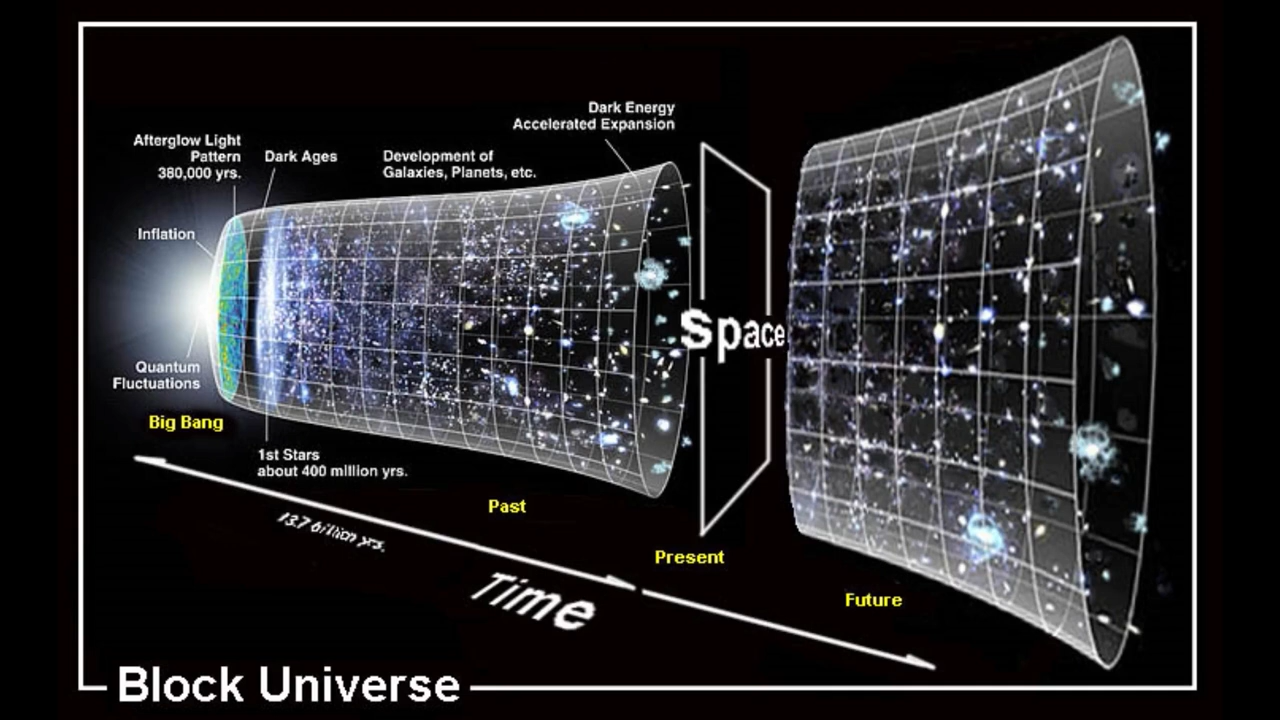 Dark Energy
Accelerated Expansion
Afterglow Light
Pattern
380,000 yrs.
Dark Ages
Development of
Galaxies, Planets, etc.
Inflation
Space
Quantum
Fluctuations
Big Bang
1st Stars
about 400 million yrs.
Past
13.7 billion yrs.
Present
Time
Future
Block Universe